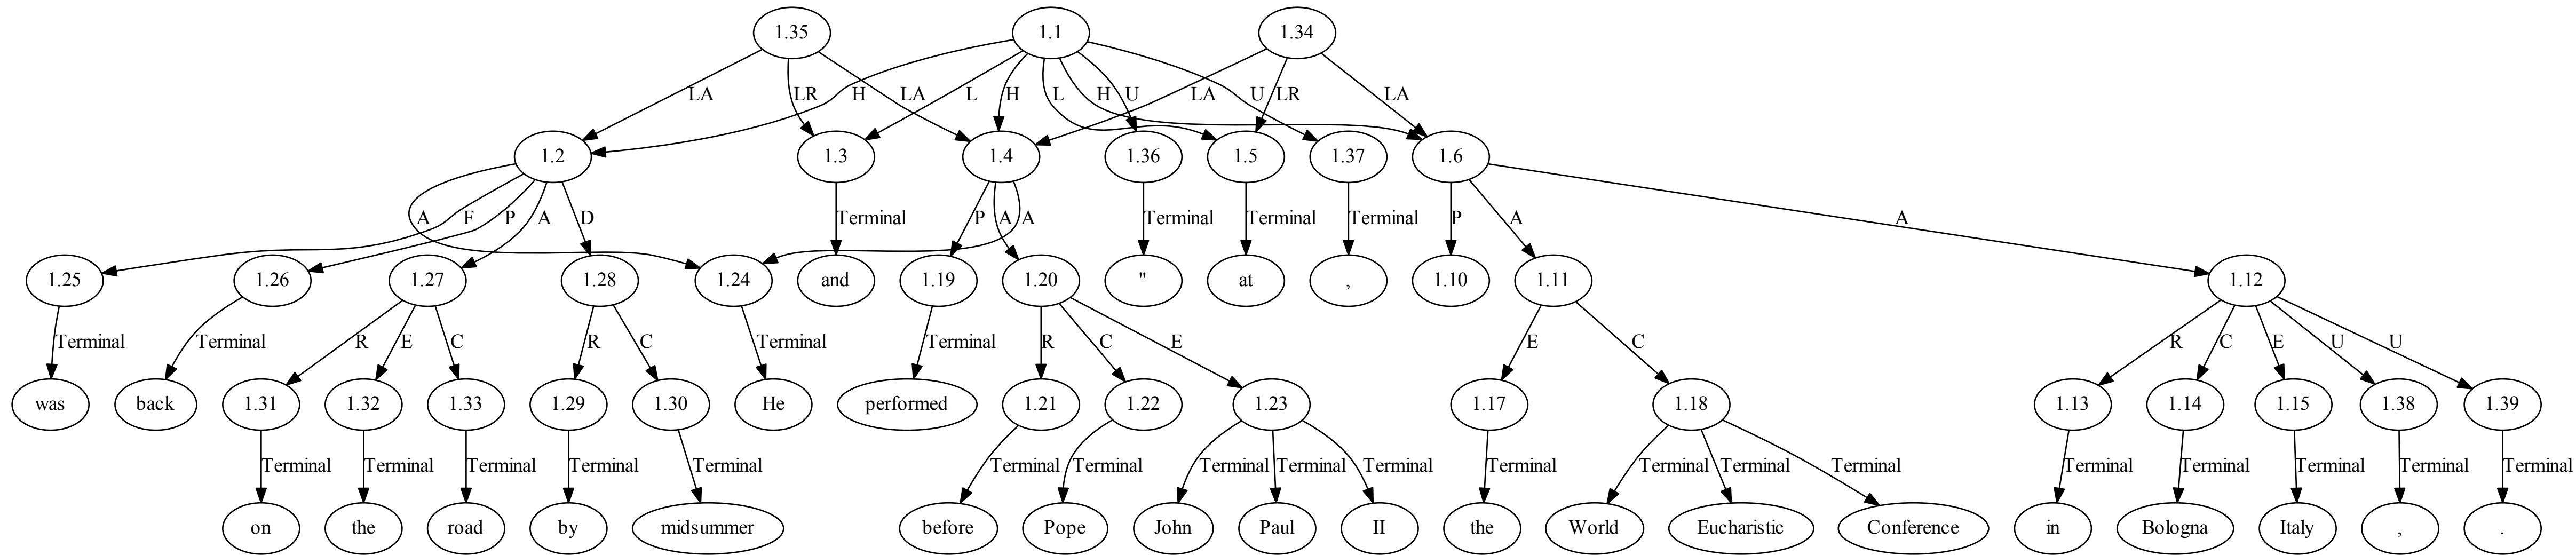 1.35 1.1 1.34
LA LR LA H L H L H U U LA LR LA
1.2 1.3 1.4 1.36 1.5 1.37 1.6
A F P A D Terminal P A A Terminal Terminal Terminal P A A
1.25 1.26 1.27 1.28 1.24 and 1.19 1.20 " at , 1.10 1.11 1.12
Terminal Terminal R E C R C Terminal Terminal R C E E C R C E U U
was back 1.31 1.32 1.33 1.29 1.30 He performed 1.21 1.22 1.23 1.17 1.18 1.13 1.14 1.15 1.38 1.39
Terminal Terminal Terminal Terminal Terminal Terminal Terminal Terminal Terminal Terminal Terminal Terminal Terminal Terminal Terminal Terminal Terminal Terminal Terminal
on the road by midsummer before Pope John Paul II the World Eucharistic Conference in Bologna Italy , .